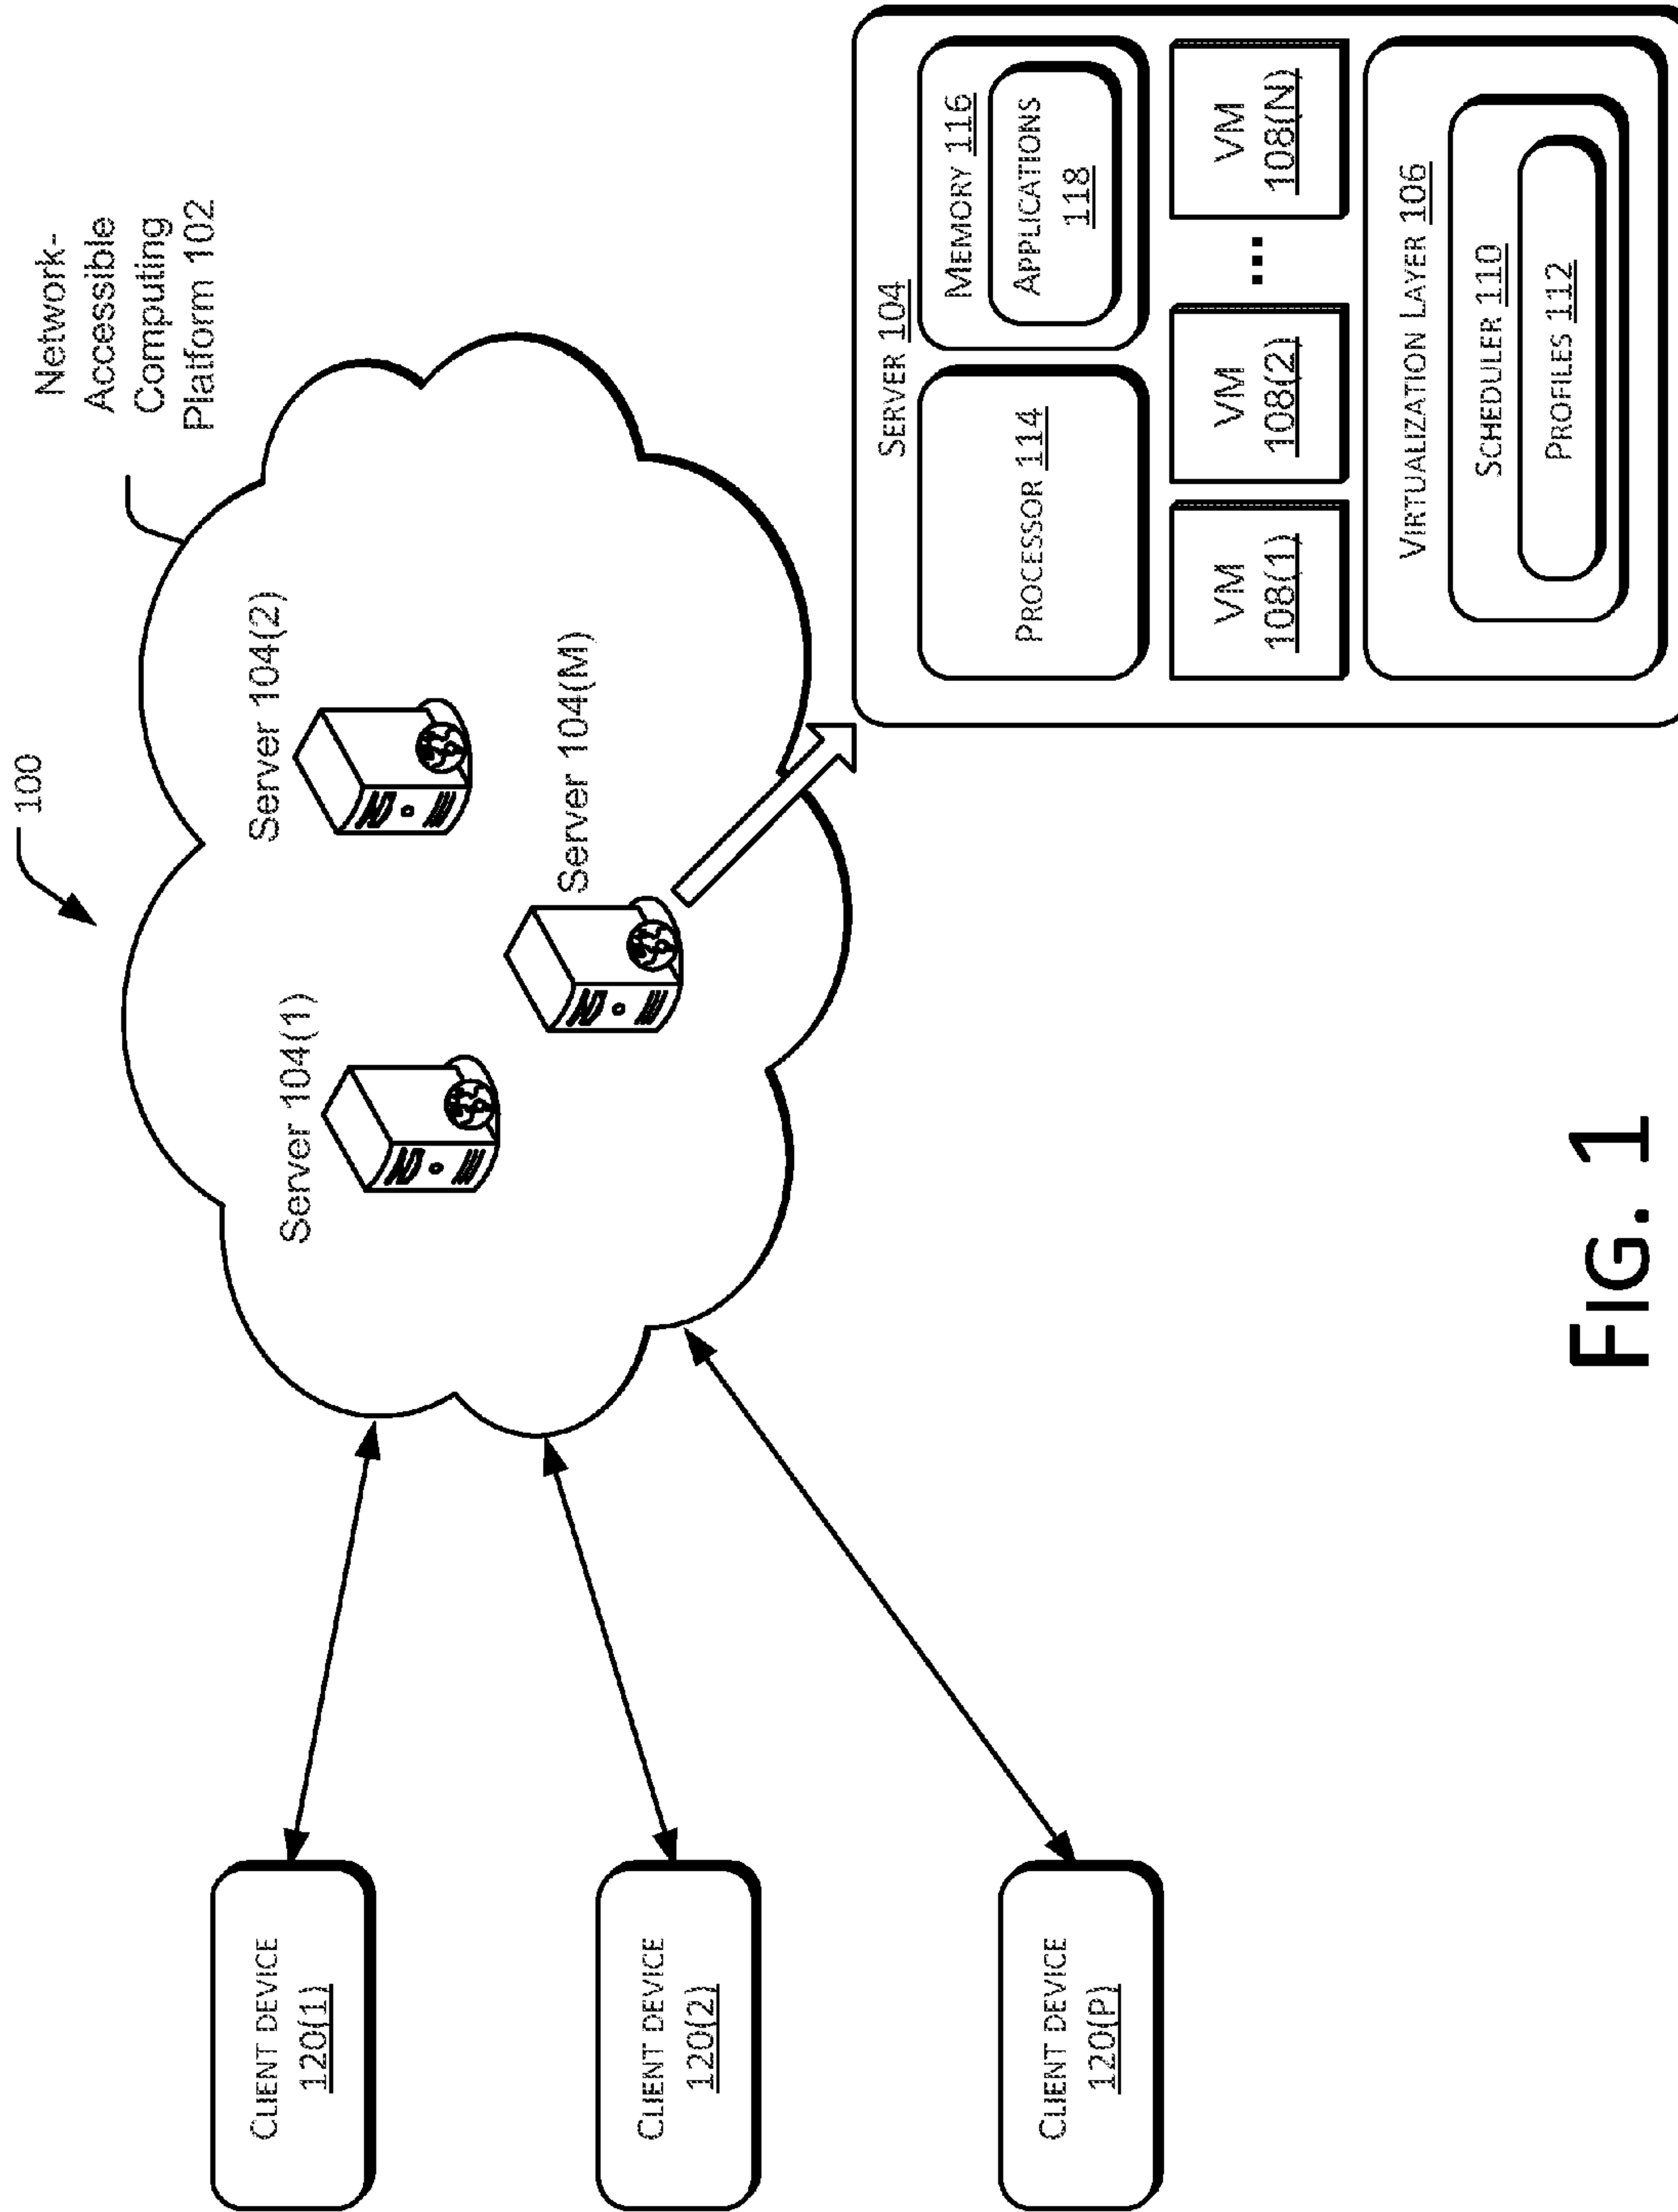 100
Network-
Accessible
Computing
Platform 102
Server 104(1)
Server 104(2)
Server 104(M)
CLIENT DEVICE
120(1)
CLIENT DEVICE
120(2)
CLIENT DEVICE
120(P)
SERVER 104
PROCESSOR 114
MEMORY 116
APPLICATIONS
118
VM
108(1)
VM
108(2)
...
VM
108(N)
VIRTUALIZATION LAYER 106
SCHEDULER 110
PROFILES 112
FIG. 1